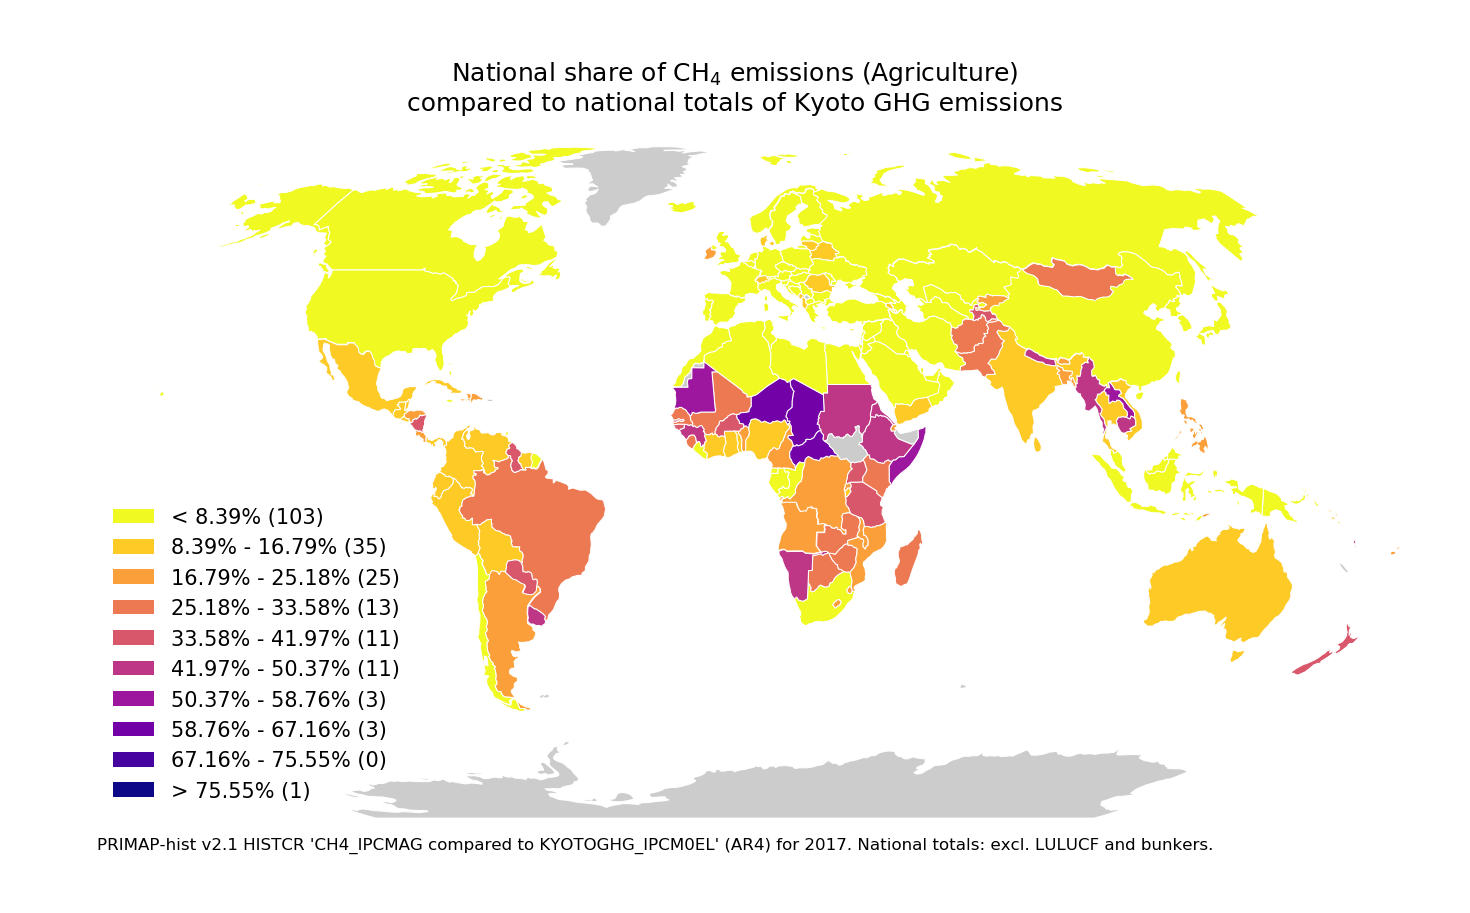 National share of CH₄ emissions (Agriculture)
compared to national totals of Kyoto GHG emissions
< 8.39% (103)
8.39% - 16.79% (35)
16.79% - 25.18% (25)
25.18% - 33.58% (13)
33.58% - 41.97% (11)
41.97% - 50.37% (11)
50.37% - 58.76% (3)
58.76% - 67.16% (3)
67.16% - 75.55% (0)
> 75.55% (1)
PRIMAP-hist v2.1 HISTCR 'CH4_IPCMAG compared to KYOTOGHG_IPCM0EL' (AR4) for 2017. National totals: excl. LULUCF and bunkers.